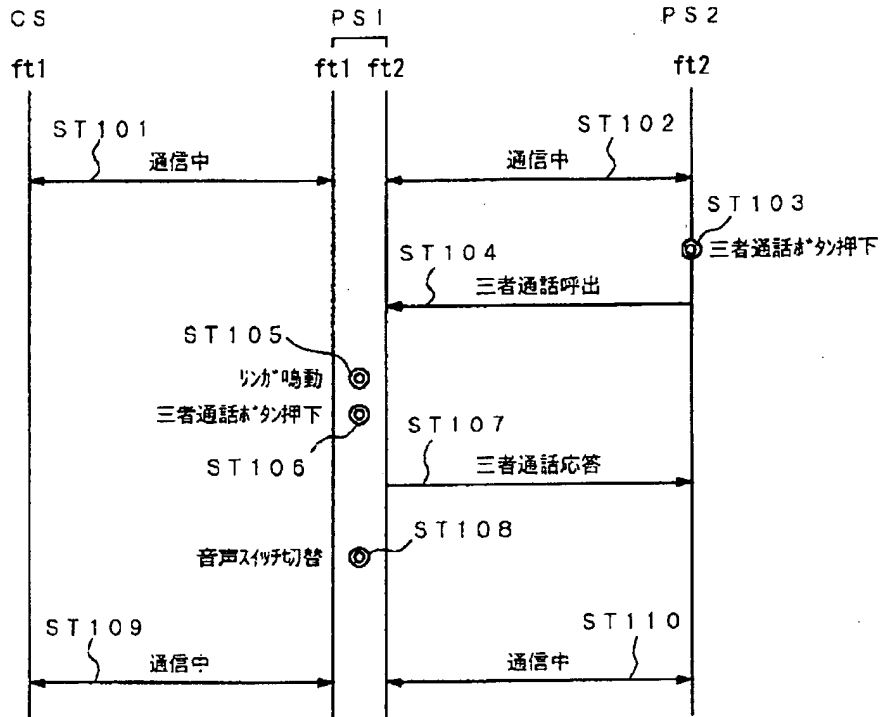 CS PS1 PS2
ft1 ft1 ft2 ft2
ST101 ST102
通信中 通信中
ST103
三者通話ボタン押下
ST104
三者通話呼出
ST105
リンガ鳴動
三者通話ボタン押下
ST106
ST107
三者通話応答
ST108
音声スイッチ切替
ST109 ST110
通信中 通信中